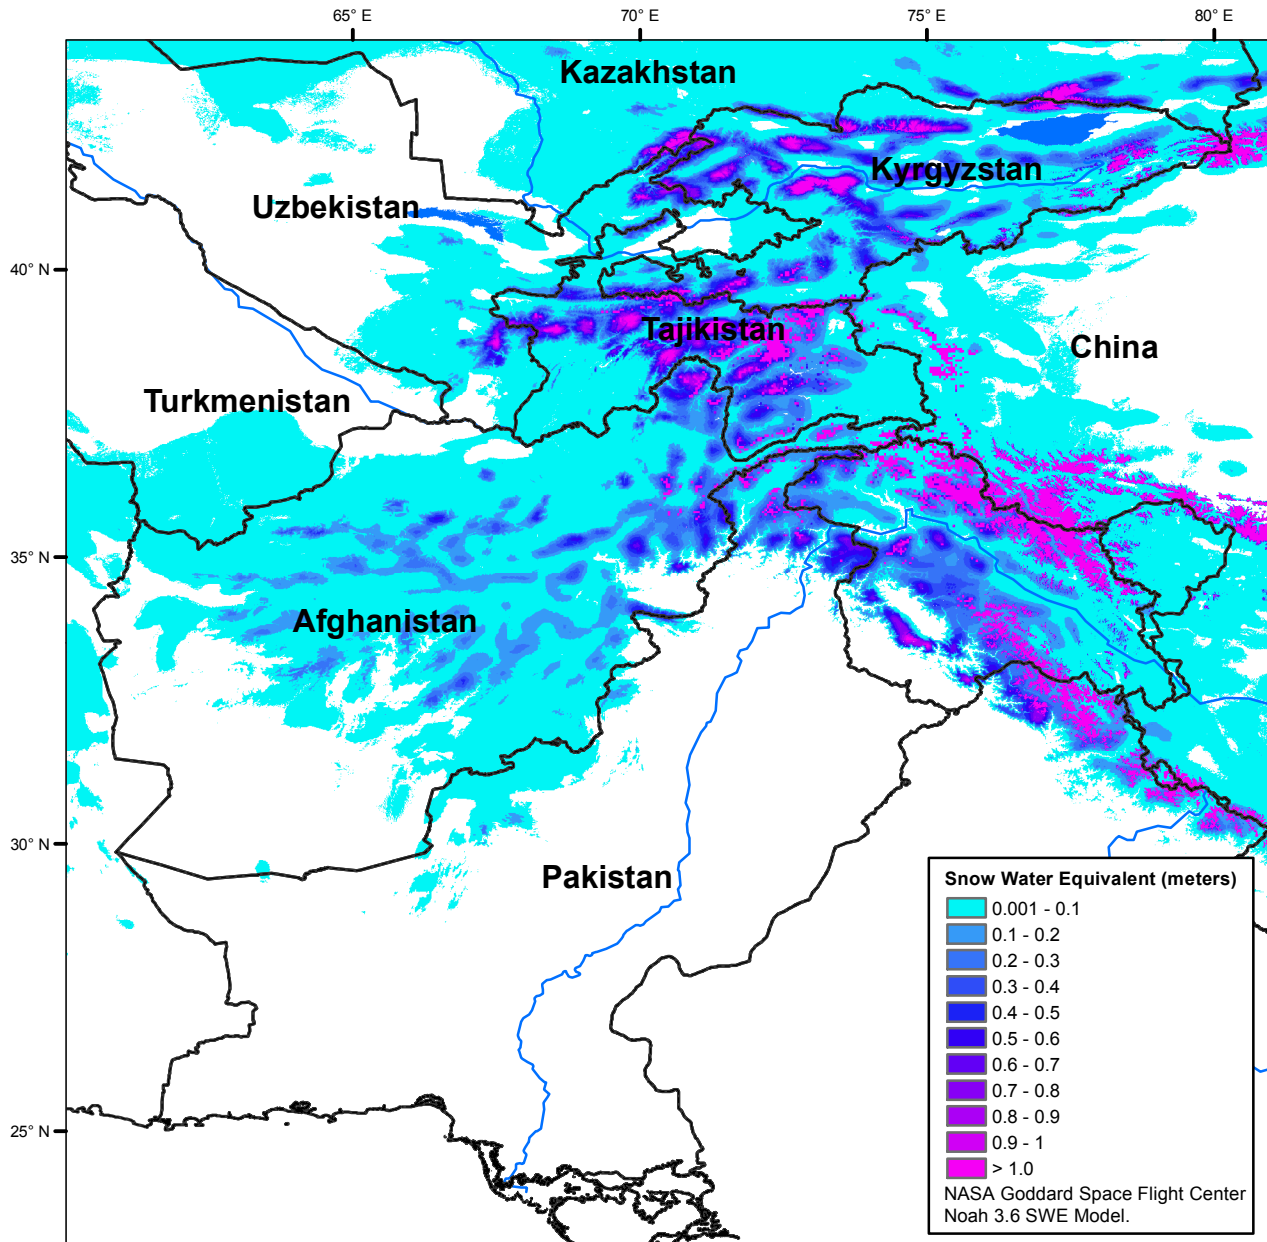 65° E
70° E
75° E
80° E
Kazakhstan
Kyrgyzstan
Uzbekistan
40° N
Tajikistan
China
Turkmenistan
35° N
Afghanistan
30° N
Pakistan
25° N
Snow Water Equivalent (meters)
0.001 - 0.1
0.1 - 0.2
0.2 - 0.3
0.3 - 0.4
0.4 - 0.5
0.5 - 0.6
0.6 - 0.7
0.7 - 0.8
0.8 - 0.9
0.9 - 1
> 1.0
NASA Goddard Space Flight Center
Noah 3.6 SWE Model.